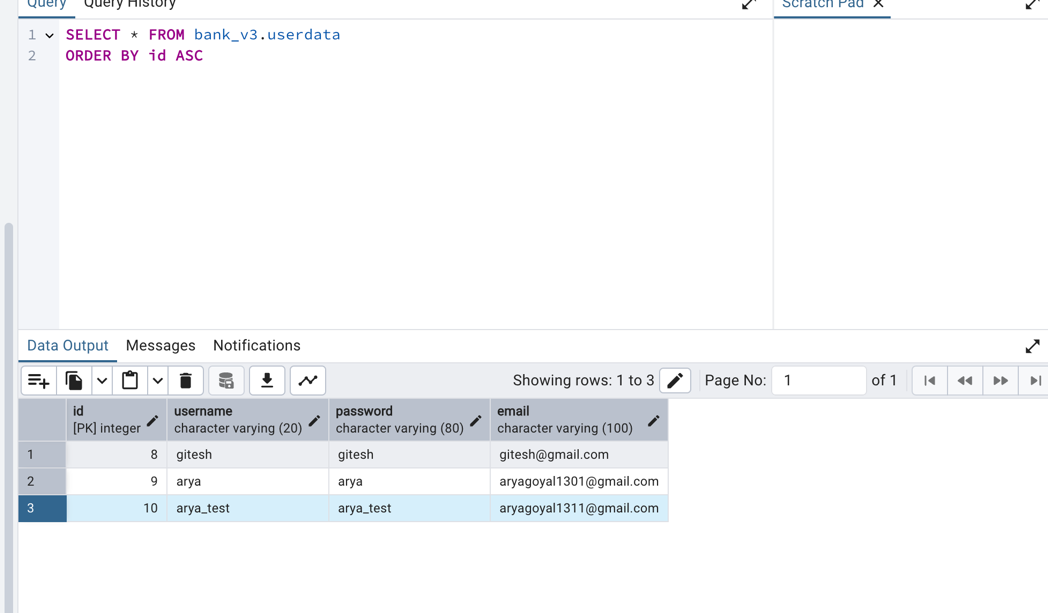 Query Query History Scratch Pad
1 SELECT * FROM bank_v3.userdata
2 ORDER BY id ASC
Data Output Messages Notifications
Showing rows: 1 to 3 Page No: 1 of 1
id username password email
[PK] integer character varying (20) character varying (80) character varying (100)
1 8 gitesh gitesh gitesh@gmail.com
2 9 arya arya aryagoyal1301@gmail.com
3 10 arya_test arya_test aryagoyal1311@gmail.com